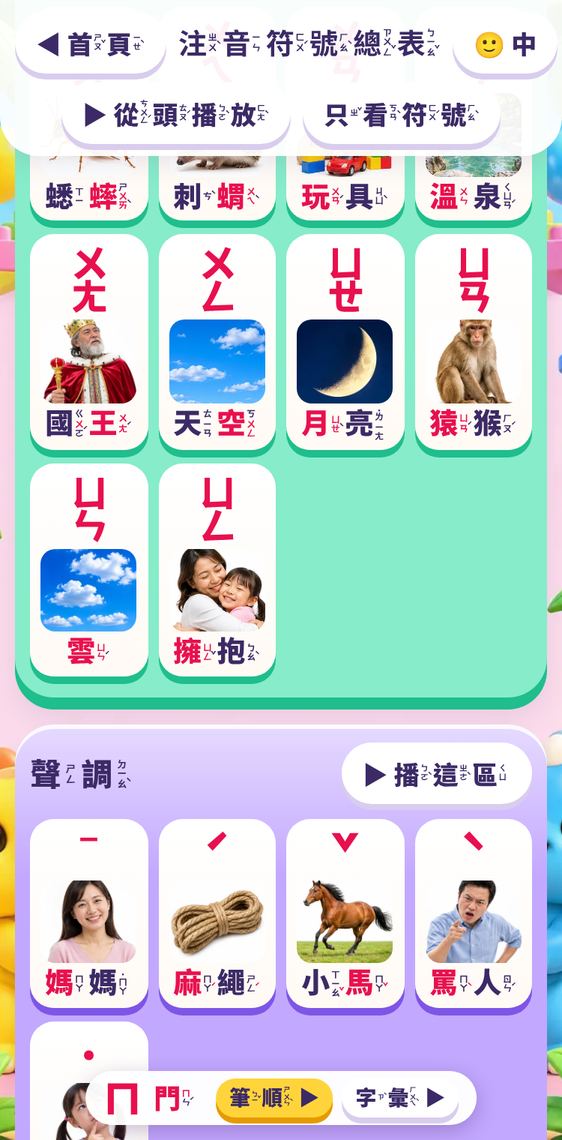 ◀ 首頁 注音符號總表 中
▶ 從頭播放 只看符號
蟋蟀 刺蝟 玩具 溫泉
ㄨㄤ ㄨㄥ ㄩㄝ ㄩㄢ
國王 天空 月亮 猿猴
ㄩㄣ ㄩㄥ
雲 擁抱
聲調 ▶ 播這區
ˉ ˊ ˇ ˋ
媽媽 麻繩 小馬 罵人
˙
ㄇ 門 筆順 ▶ 字彙 ▶